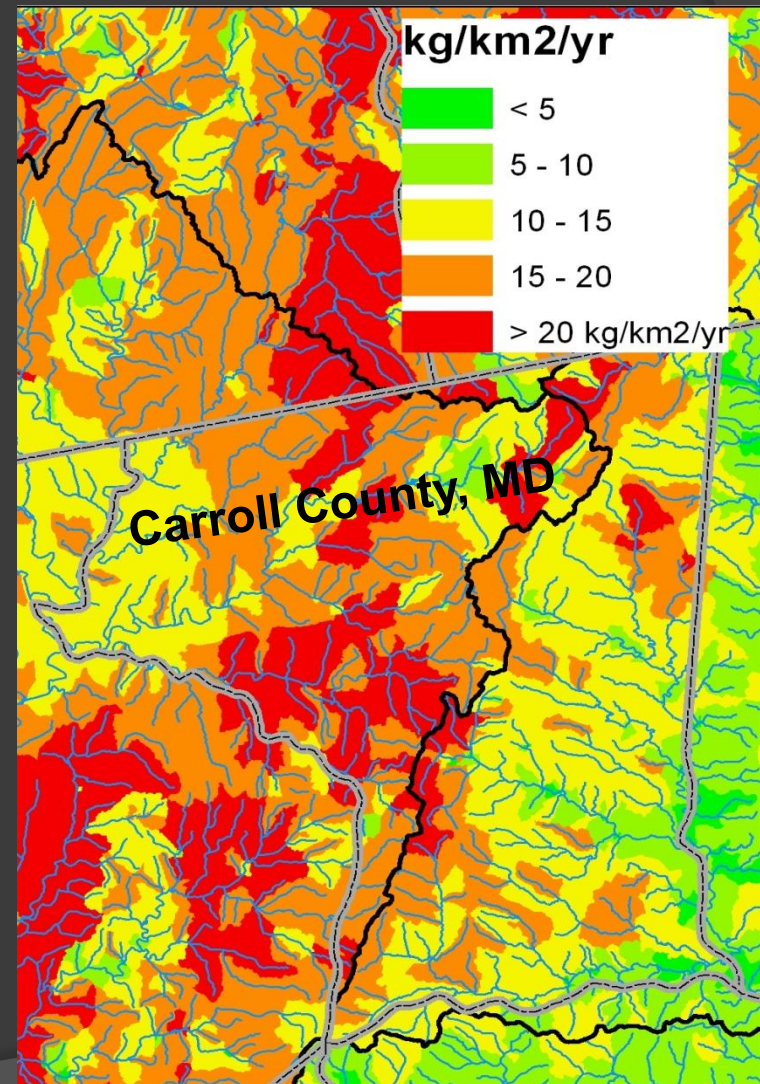 kg/km2/yr
< 5
5 - 10
10 - 15
15 - 20
> 20 kg/km2/yr
Carroll County, MD